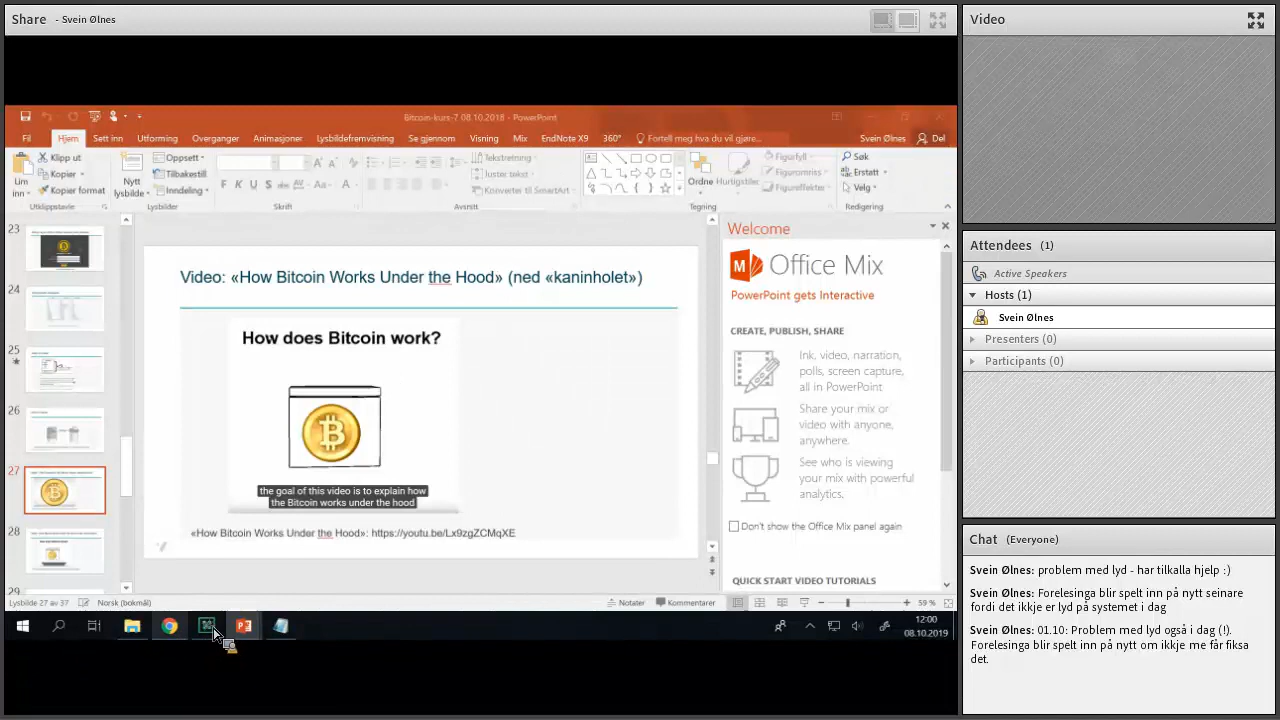 Share - Svein Ølnes
Video
Bitcoin-kurs-7 08.10.2018 - PowerPoint
Fil Hjem Sett inn Utforming Overganger Animasjoner Lysbildefremvisning Se gjennom Visning Mix EndNote X9 360° Fortell meg hva du vil gjøre... Svein Ølnes Del
Lim inn
Klipp ut
Kopier
Kopier format
Utklippstavle
Nytt lysbilde
Oppsett
Tilbakestill
Inndeling
Lysbilder
F K U S abc AV Aa A
Skrift
Tekstretning
Juster tekst
Konverter til SmartArt
Avsnitt
Ordne
Hurtigstiler
Figurfyll
Figuromriss
Figureffekter
Tegning
Søk
Erstatt
Velg
Redigering
23
24
25
26
27
28
29
Video: «How Bitcoin Works Under the Hood» (ned «kaninholet»)
How does Bitcoin work?
the goal of this video is to explain how
the Bitcoin works under the hood
«How Bitcoin Works Under the Hood»: https://youtu.be/Lx9zgZCMqXE
Welcome
Office Mix
PowerPoint gets Interactive
CREATE, PUBLISH, SHARE
Ink, video, narration,
polls, screen capture,
all in PowerPoint
Share your mix or
video with anyone,
anywhere.
See who is viewing
your mix with powerful
analytics.
Don't show the Office Mix panel again
QUICK START VIDEO TUTORIALS
Lysbilde 27 av 37 Norsk (bokmål) Notater Kommentarer 59 %
12:00
08.10.2019
Attendees (1)
Active Speakers
Hosts (1)
Svein Ølnes
Presenters (0)
Participants (0)
Chat (Everyone)
Svein Ølnes: problem med lyd - har tilkalla hjelp :)
Svein Ølnes: Forelesinga blir spelt inn på nytt seinare
fordi det ikkje er lyd på systemet i dag
Svein Ølnes: 01.10: Problem med lyd også i dag (!).
Forelesinga blir spelt inn på nytt om ikkje me får fiksa
det.